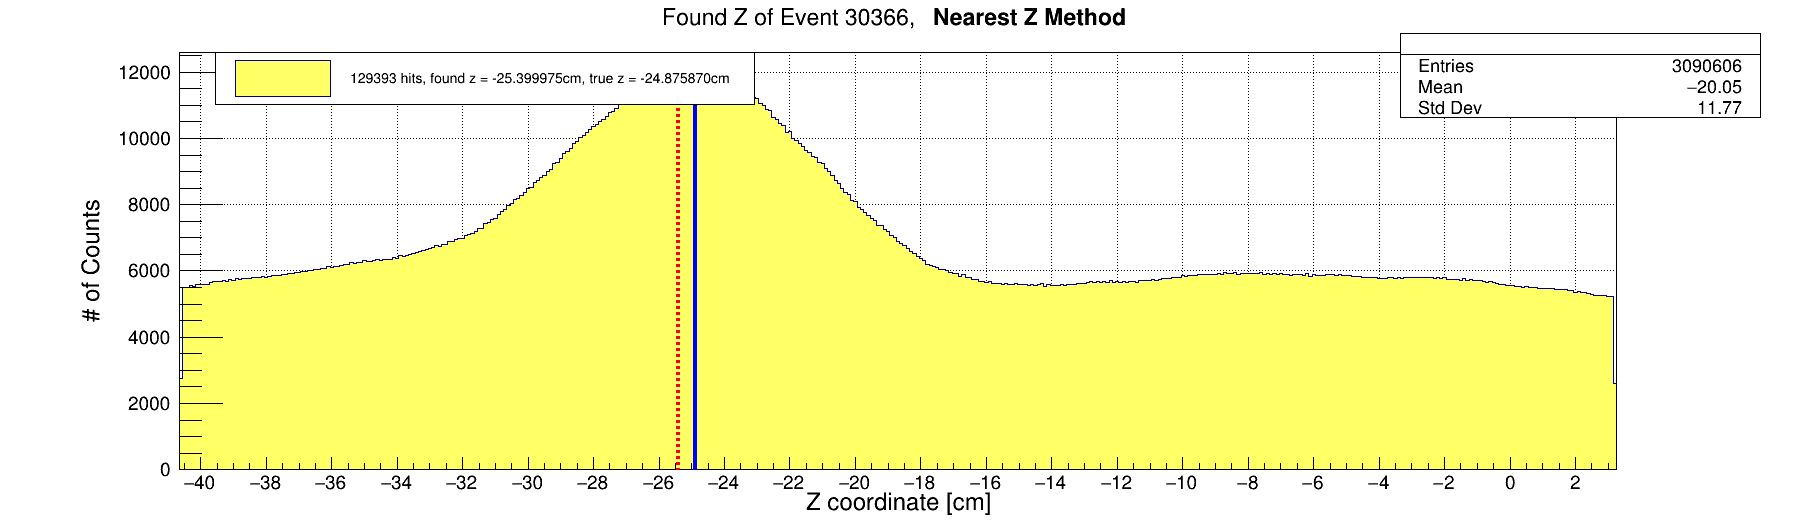 Found Z of Event 30366, Nearest Z Method
129393 hits, found z = -25.399975cm, true z = -24.875870cm
Entries 3090606
Mean −20.05
Std Dev 11.77
12000
10000
8000
6000
4000
2000
0
# of Counts
−40 −38 −36 −34 −32 −30 −28 −26 −24 −22 −20 −18 −16 −14 −12 −10 −8 −6 −4 −2 0 2
Z coordinate [cm]